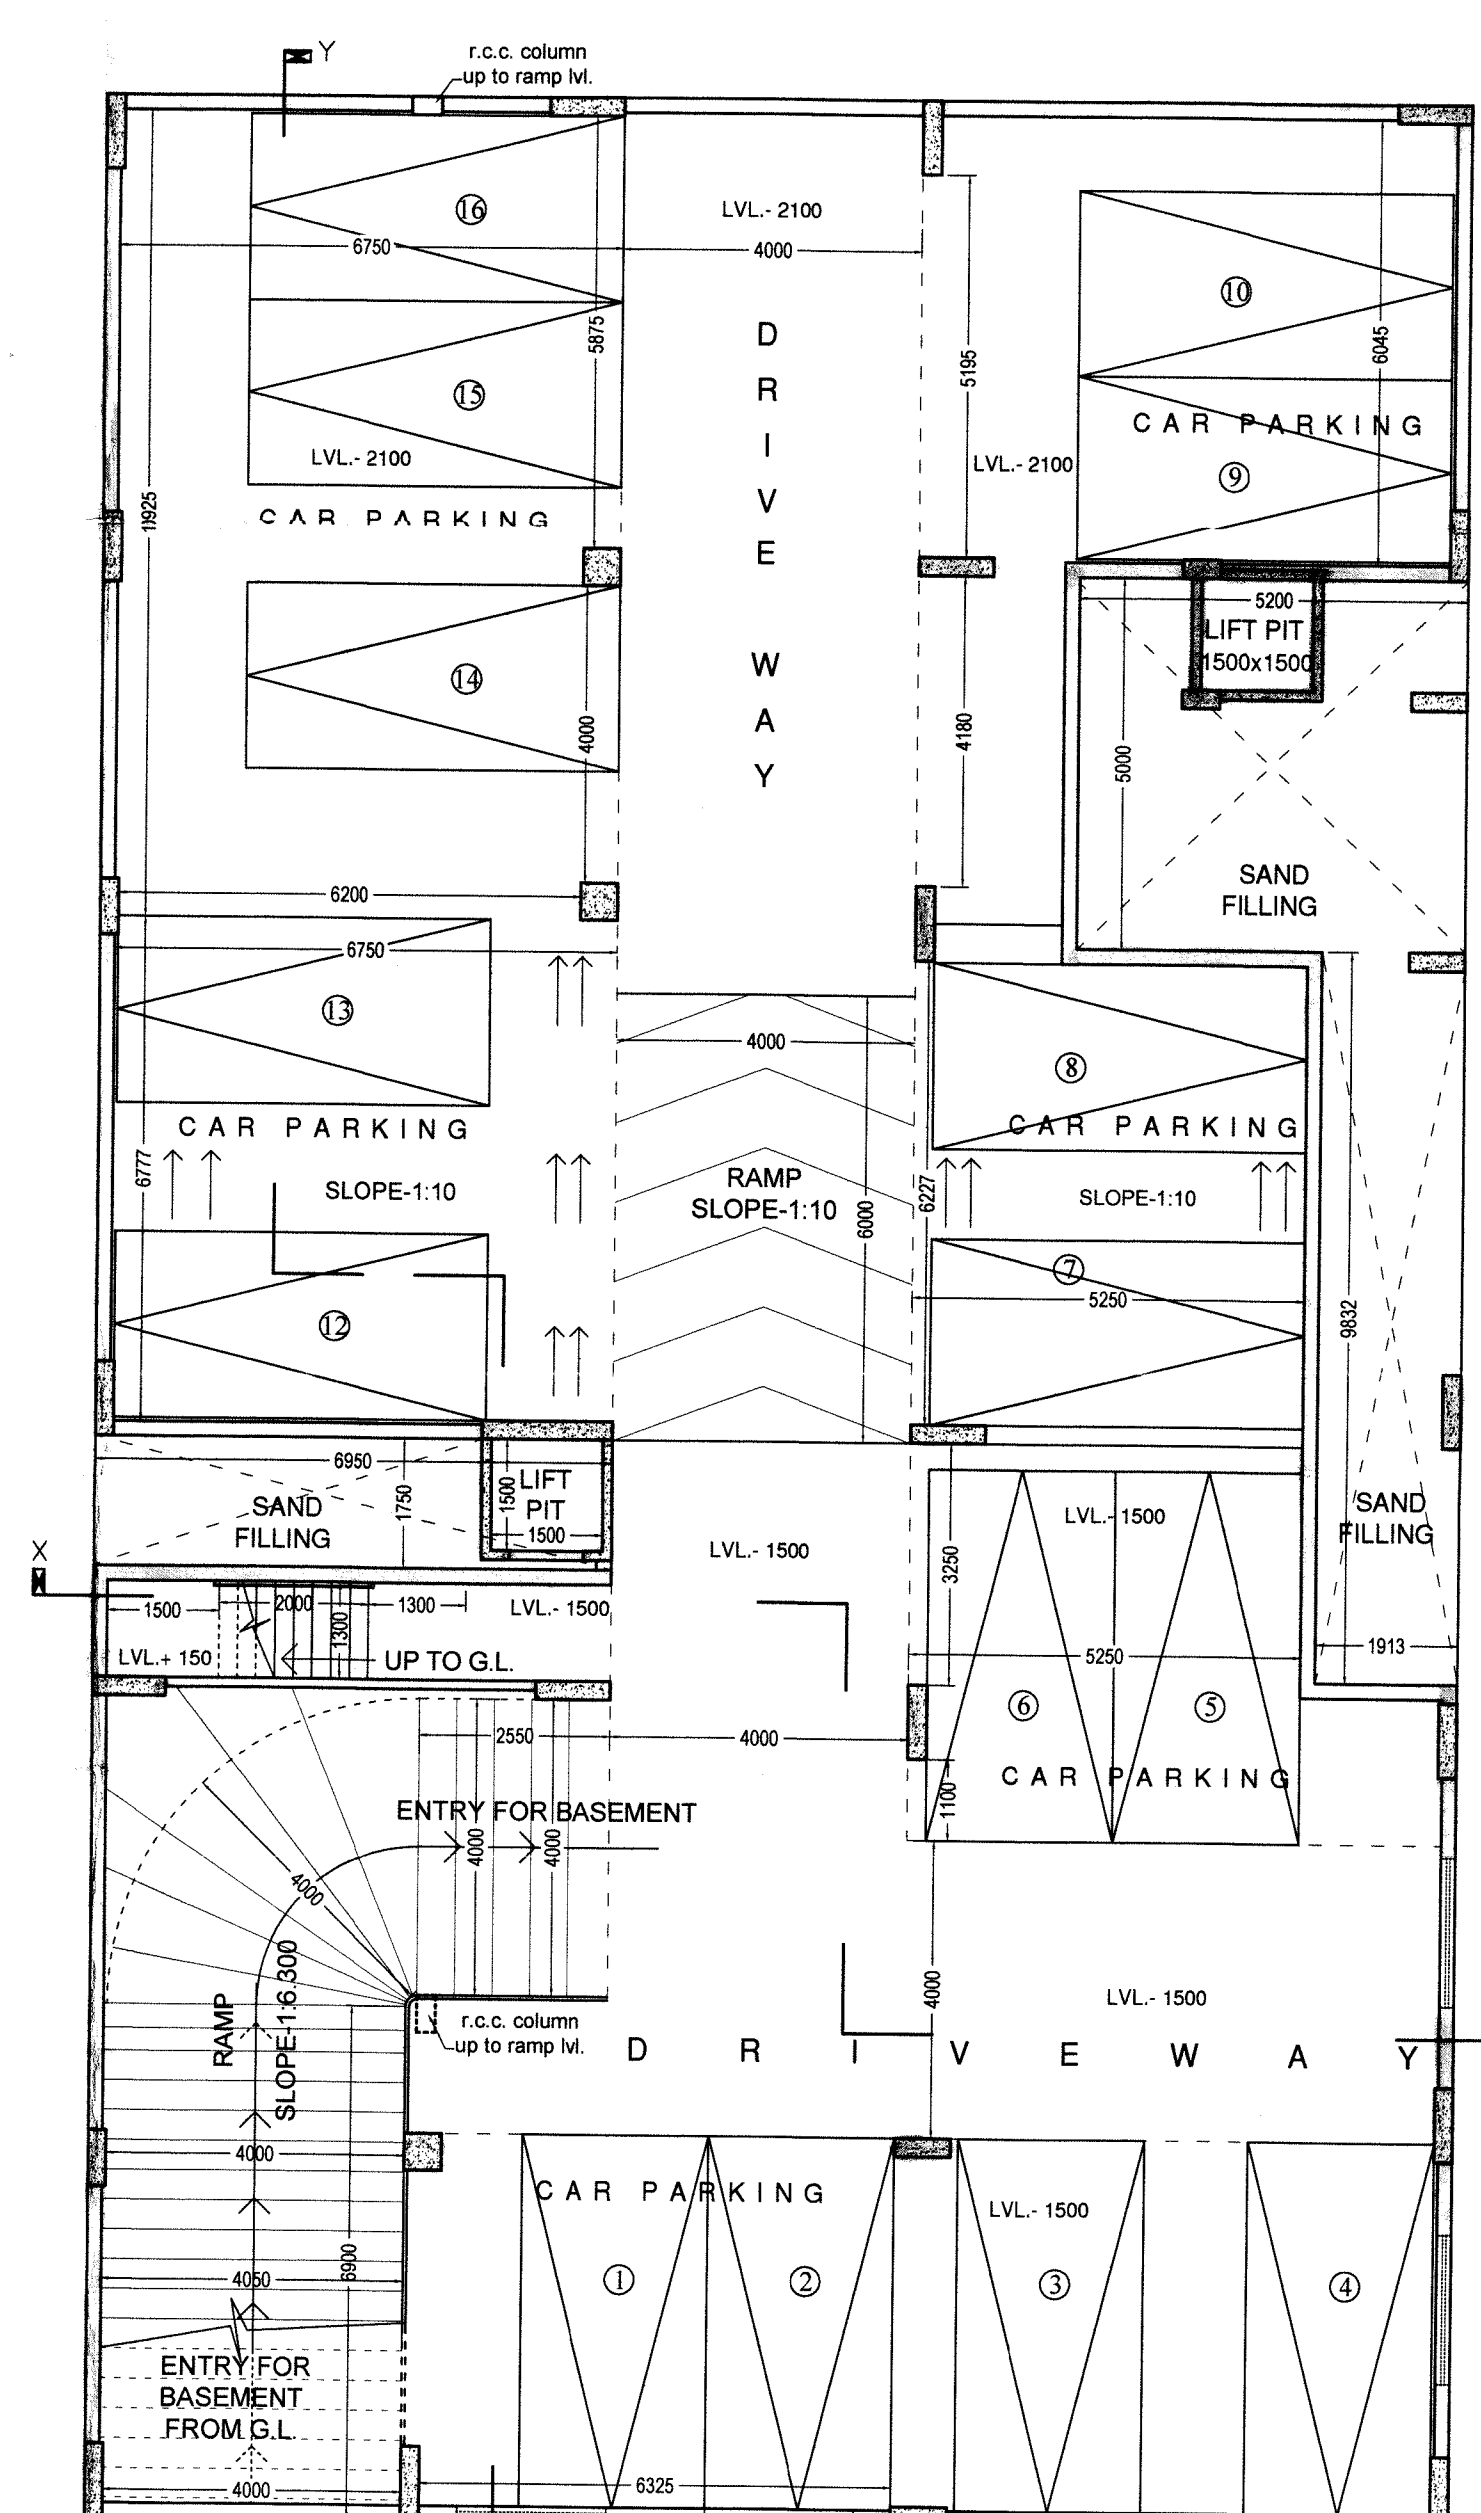 Y
r.c.c. column
up to ramp lvl.
16
LVL.- 2100
6750
4000
10
D R I V E W A Y
5875
5195
6045
15
CAR PARKING
LVL.- 2100
LVL.- 2100
9
CAR PARKING
11925
5200
LIFT PIT
1500x1500
14
4000
4180
5000
SAND
FILLING
6200
6750
13
4000
8
CAR PARKING
CAR PARKING
6777
SLOPE-1:10
RAMP
SLOPE-1:10
6000
6227
SLOPE-1:10
7
5250
12
9832
6950
1750
1500
LIFT
PIT
1500
SAND
FILLING
LVL.- 1500
LVL.- 1500
SAND
FILLING
X
3250
1500
2000
1300
1300
LVL.- 1500
LVL.+ 150
UP TO G.L.
5250
1913
6
5
2550
4000
CAR PARKING
1100
ENTRY FOR BASEMENT
4000
4000
4000
RAMP
SLOPE-1:6.300
4000
LVL.- 1500
r.c.c. column
up to ramp lvl.
D R I V E W A Y
4000
CAR PARKING
LVL.- 1500
6900
4050
1
2
3
4
ENTRY FOR
BASEMENT
FROM G.L.
4000
6325